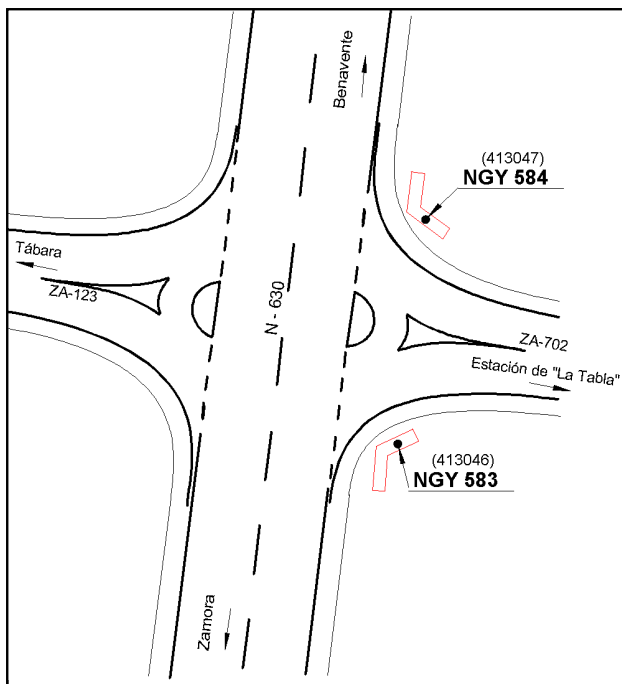 Benavente
(413047)
NGY 584
Tábara
ZA-123
N - 630
ZA-702
Estación de "La Tabla"
(413046)
NGY 583
Zamora